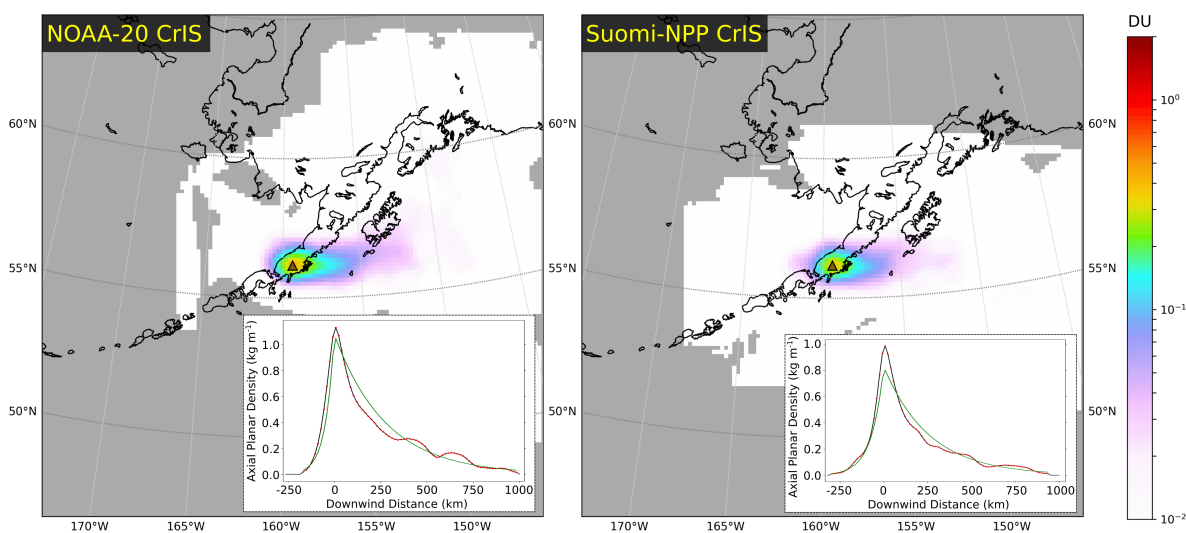 NOAA-20 CrIS
60°N
55°N
50°N
170°W
165°W
160°W
155°W
150°W
Axial Planar Density (kg m⁻¹)
1.0
0.8
0.6
0.4
0.2
0.0
-250
0
250
500
750
1000
Downwind Distance (km)
Suomi-NPP CrIS
60°N
55°N
50°N
60°N
55°N
50°N
170°W
165°W
160°W
155°W
150°W
Axial Planar Density (kg m⁻¹)
1.0
0.8
0.6
0.4
0.2
0.0
-250
0
250
500
750
1000
Downwind Distance (km)
DU
10⁰
10⁻¹
10⁻²